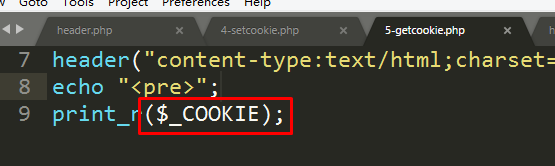 Goto Tools Project Preferences Help
header.php 4-setcookie.php 5-getcookie.php h
7 header("content-type:text/html;charset=
8 echo "<pre>";
9 print_r($_COOKIE);